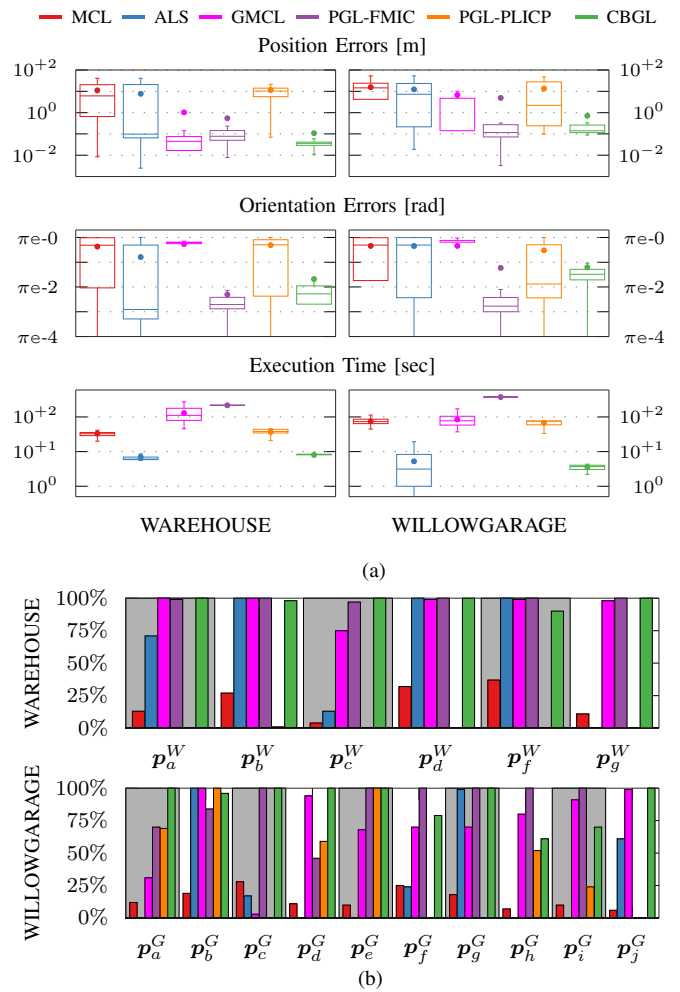 MCL ALS GMCL PGL-FMIC PGL-PLICP CBGL
Position Errors [m]
10^{+2} 10^{+2}
10^{0} 10^{0}
10^{−2} 10^{−2}
Orientation Errors [rad]
πe-0 πe-0
πe-2 πe-2
πe-4 πe-4
Execution Time [sec]
10^{+2} 10^{+2}
10^{+1} 10^{+1}
10^{0} 10^{0}
WAREHOUSE WILLOWGARAGE
(a)
WAREHOUSE
100%
75%
50%
25%
0%
p_a^W p_b^W p_c^W p_d^W p_f^W p_g^W
WILLOWGARAGE
100%
75%
50%
25%
0%
p_a^G p_b^G p_c^G p_d^G p_e^G p_f^G p_g^G p_h^G p_i^G p_j^G
(b)